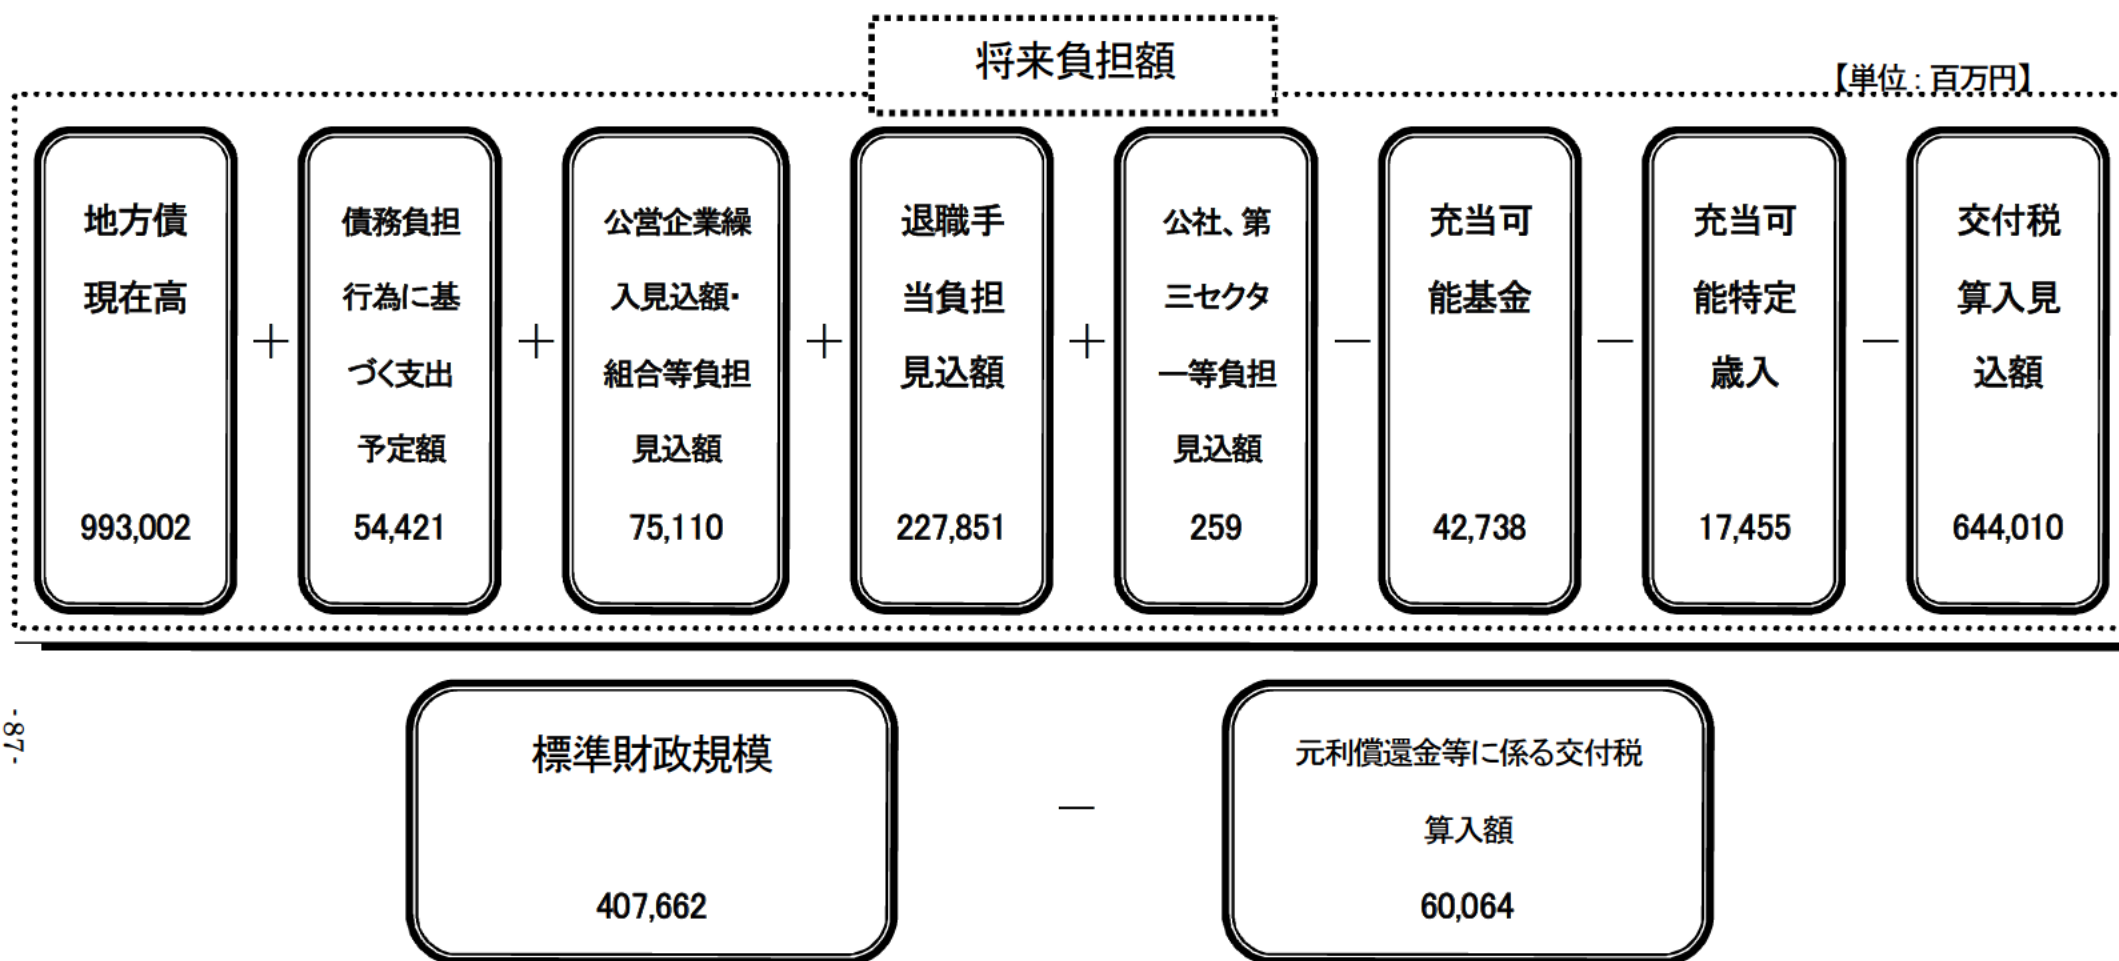 将来負担額
【単位：百万円】
地方債
現在高
993,002
＋
債務負担
行為に基
づく支出
予定額
54,421
＋
公営企業繰
入見込額・
組合等負担
見込額
75,110
＋
退職手
当負担
見込額
227,851
＋
公社、第
三セクタ
ー等負担
見込額
259
－
充当可
能基金
42,738
－
充当可
能特定
歳入
17,455
－
交付税
算入見
込額
644,010
標準財政規模
407,662
－
元利償還金等に係る交付税
算入額
60,064
-87-